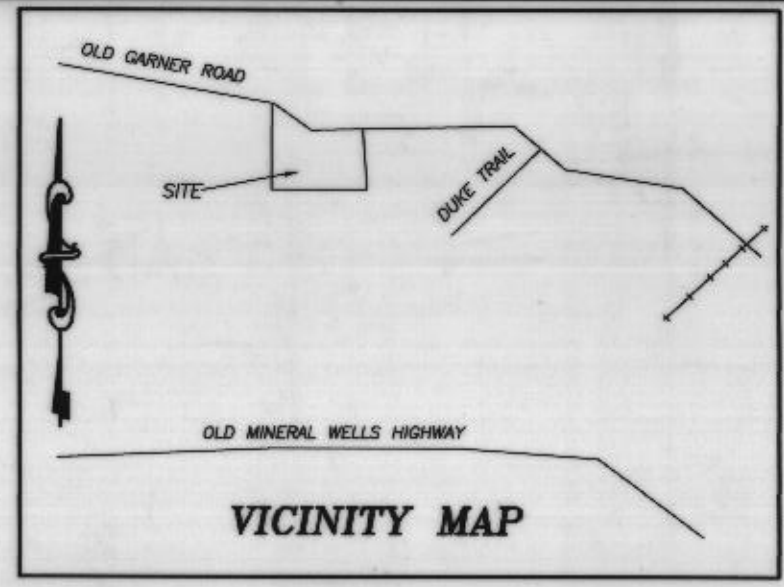 OLD GARNER ROAD
SITE
DUKE TRAIL
OLD MINERAL WELLS HIGHWAY
VICINITY MAP